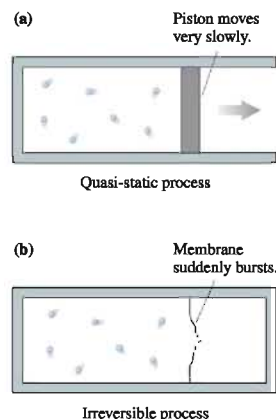 (a)
Piston moves
very slowly.
Quasi-static process
(b)
Membrane
suddenly bursts.
Irreversible process